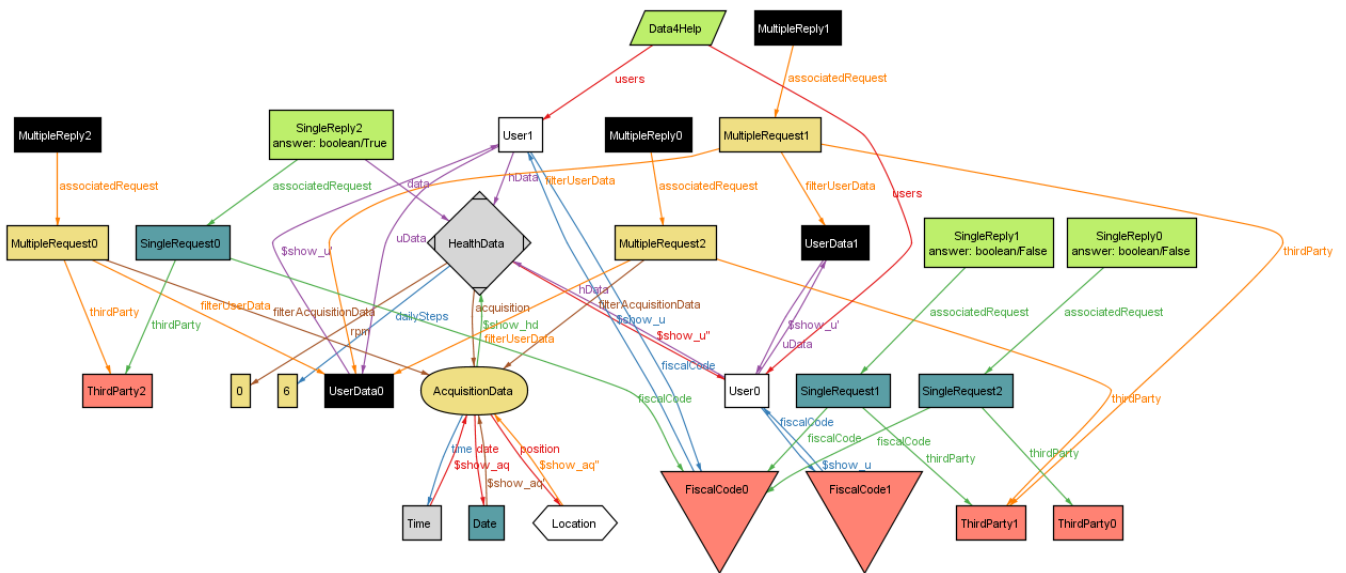 Data4Help
MultipleReply1
users
associatedRequest
MultipleReply2
SingleReply2
answer: boolean/True
User1
MultipleReply0
MultipleRequest1
associatedRequest
associatedRequest
data
hData
filterUserData
associatedRequest
filterUserData
users
MultipleRequest0
SingleRequest0
$show_u'
uData
HealthData
MultipleRequest2
UserData1
SingleReply1
answer: boolean/False
SingleReply0
answer: boolean/False
thirdParty
thirdParty
filterUserData
thirdParty
filterAcquisitionData
rpm
dailySteps
acquisition
$show_hd
filterUserData
hData
filterAcquisitionData
$show_u
$show_u''
$show_u'
uData
associatedRequest
associatedRequest
ThirdParty2
0
6
UserData0
AcquisitionData
fiscalCode
fiscalCode
User0
SingleRequest1
SingleRequest2
thirdParty
time
date
$show_aq
$show_aq'
position
$show_aq''
fiscalCode
$show_u
fiscalCode
fiscalCode
thirdParty
thirdParty
Time
Date
Location
FiscalCode0
FiscalCode1
ThirdParty1
ThirdParty0